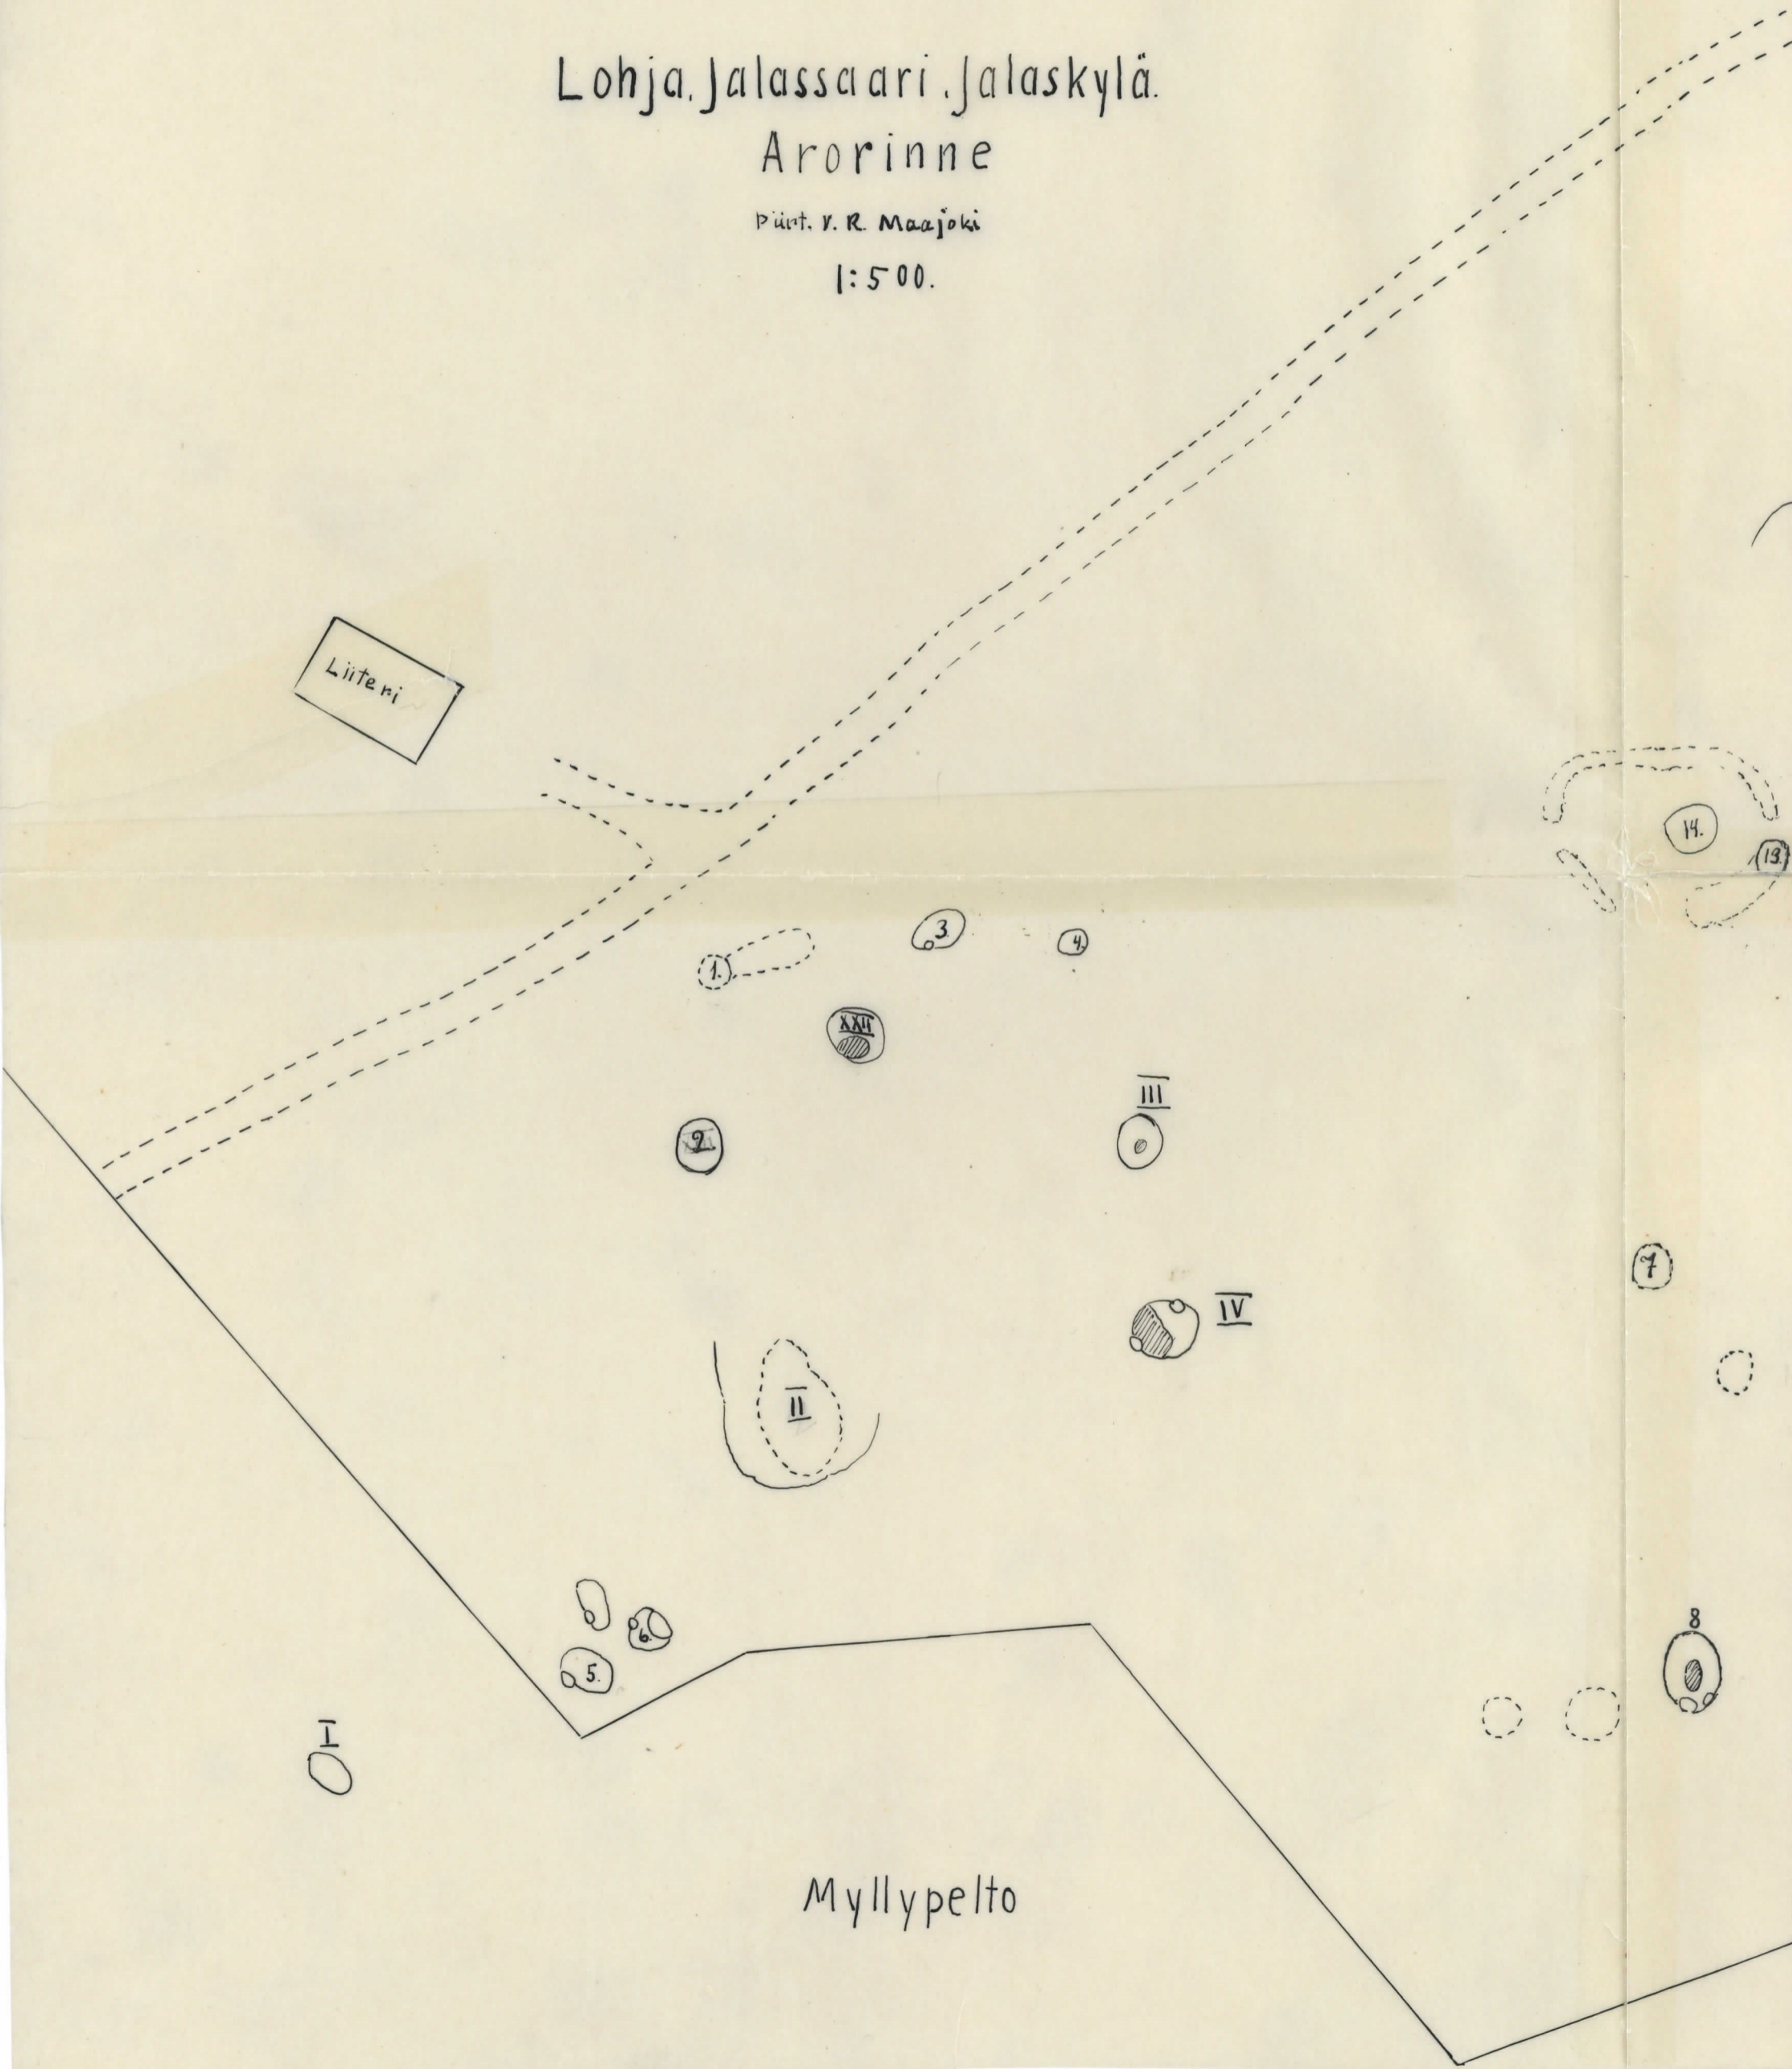 Lohja. Jalassaari. Jalaskylä.
Arorinne
Piirt. V. R. Maajoki
1:500.
Liiteri
14.
13.
3.
4.
1.
XXII
III
2.
7
IV
II
8
6.
5.
I
Myllypelto